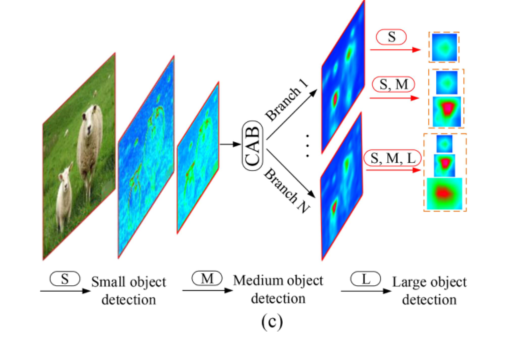 S
Branch 1
S, M
CAB
. . .
S, M, L
Branch N
S
Small object
detection
M
Medium object
detection
L
Large object
detection
(c)